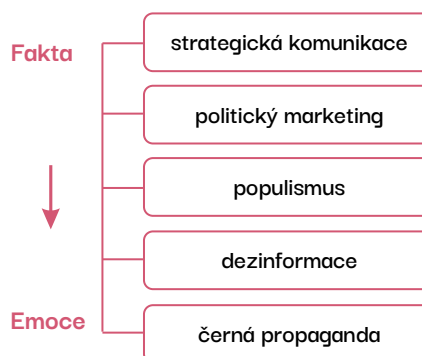 Fakta
strategická komunikace
politický marketing
populismus
dezinformace
Emoce
černá propaganda